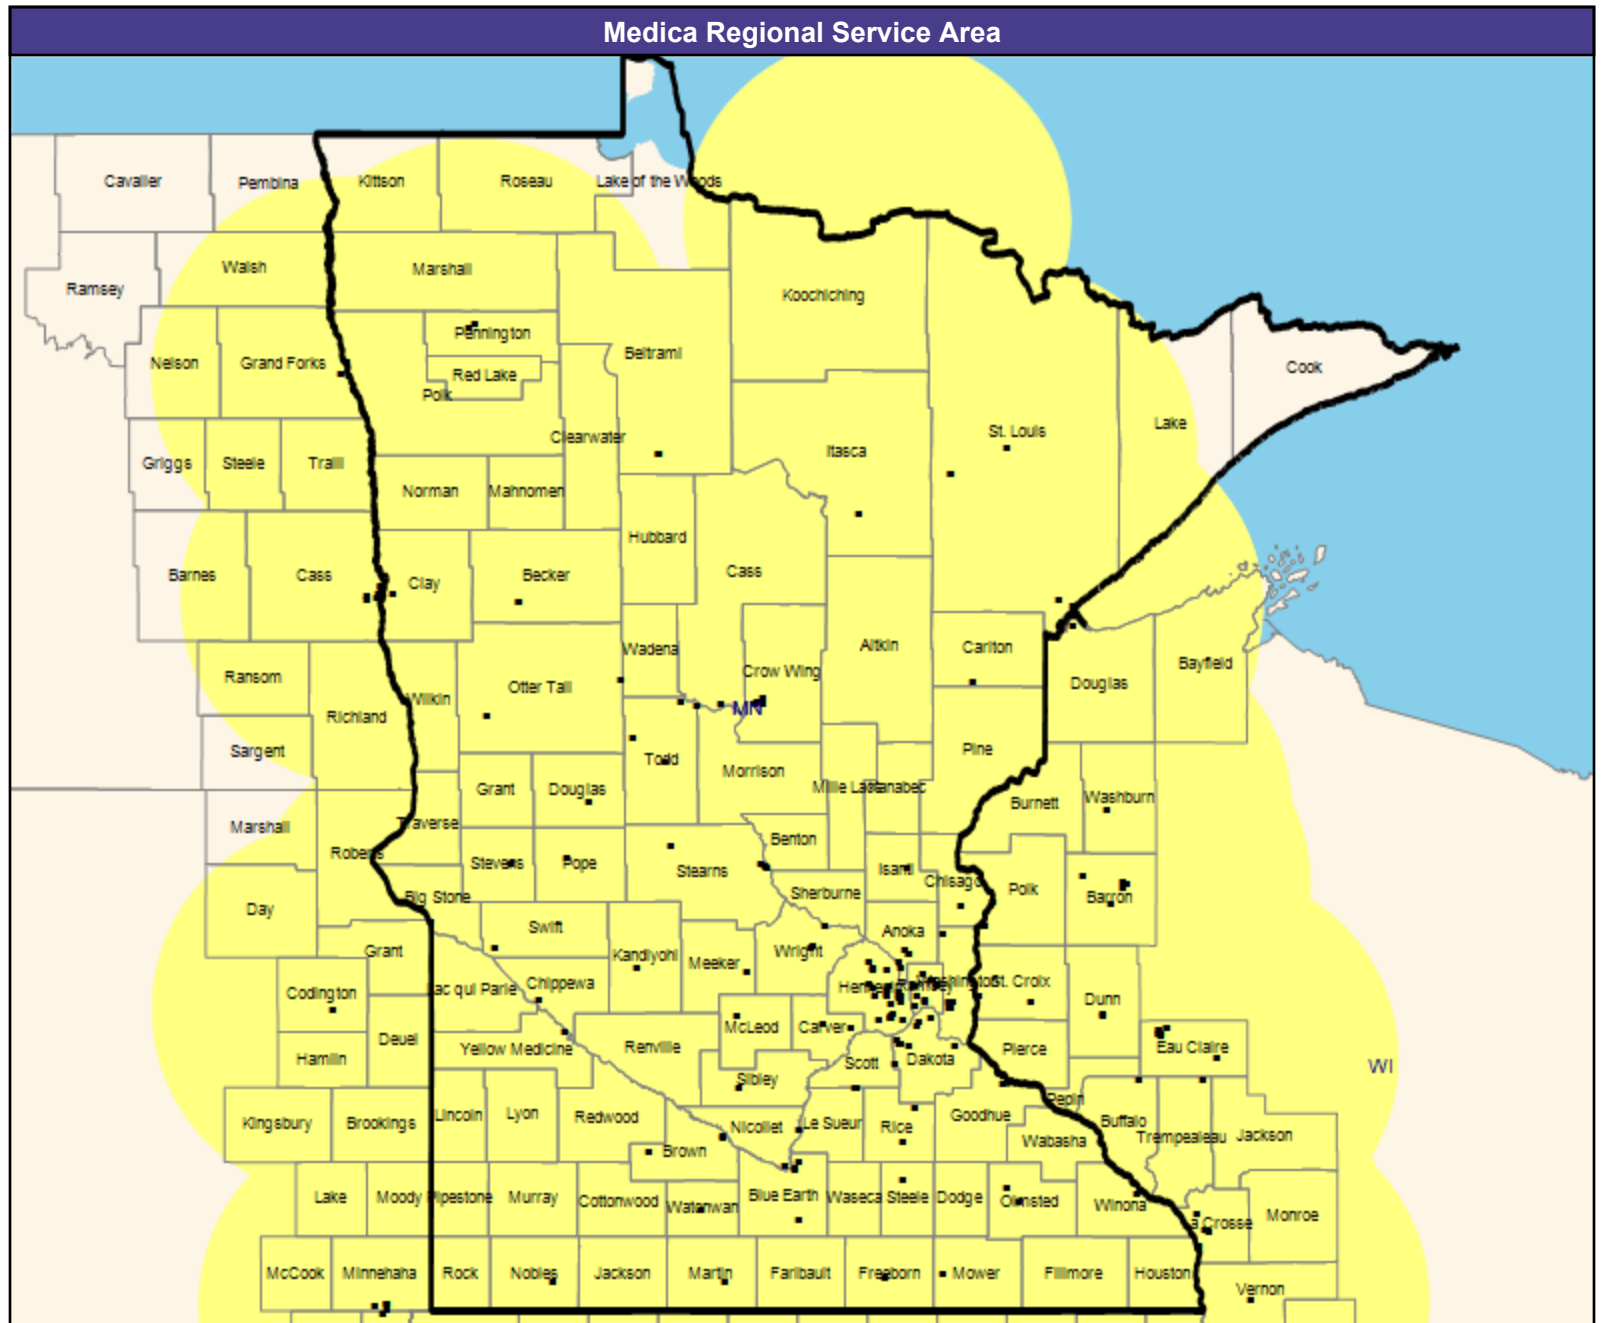 Medica Regional Service Area
Cavalier
Pembina
Kittson
Roseau
Lake of the Woods
Ramsey
Walsh
Marshall
Koochiching
Nelson
Grand Forks
Pennington
Red Lake
Polk
Beltrami
Cook
Lake
Griggs
Steele
Traill
Clearwater
Itasca
St. Louis
Norman
Mahnomen
Hubbard
Barnes
Cass
Clay
Becker
Cass
Aitkin
Carlton
Ransom
Richland
Wilkin
Otter Tail
Wadena
Crow Wing
MN
Douglas
Bayfield
Sargent
Todd
Morrison
Pine
Grant
Douglas
Mille Lacs
Kanabec
Burnett
Washburn
Marshall
Roberts
Traverse
Stevens
Pope
Stearns
Benton
Isanti
Chisago
Polk
Barron
Day
Big Stone
Swift
Sherburne
Anoka
Grant
Kandiyohi
Meeker
Wright
Codington
Lac qui Parle
Chippewa
Hennepin
Ramsey
Washington
St. Croix
Dunn
Deuel
Hamlin
Yellow Medicine
Renville
McLeod
Carver
Scott
Dakota
Pierce
Eau Claire
WI
Sibley
Kingsbury
Brookings
Lincoln
Lyon
Redwood
Brown
Nicollet
Le Sueur
Rice
Goodhue
Wabasha
Pepin
Buffalo
Trempealeau
Jackson
Lake
Moody
Pipestone
Murray
Cottonwood
Watonwan
Blue Earth
Waseca
Steele
Dodge
Olmsted
Winona
La Crosse
Monroe
McCook
Minnehaha
Rock
Nobles
Jackson
Martin
Faribault
Freeborn
Mower
Fillmore
Houston
Vernon